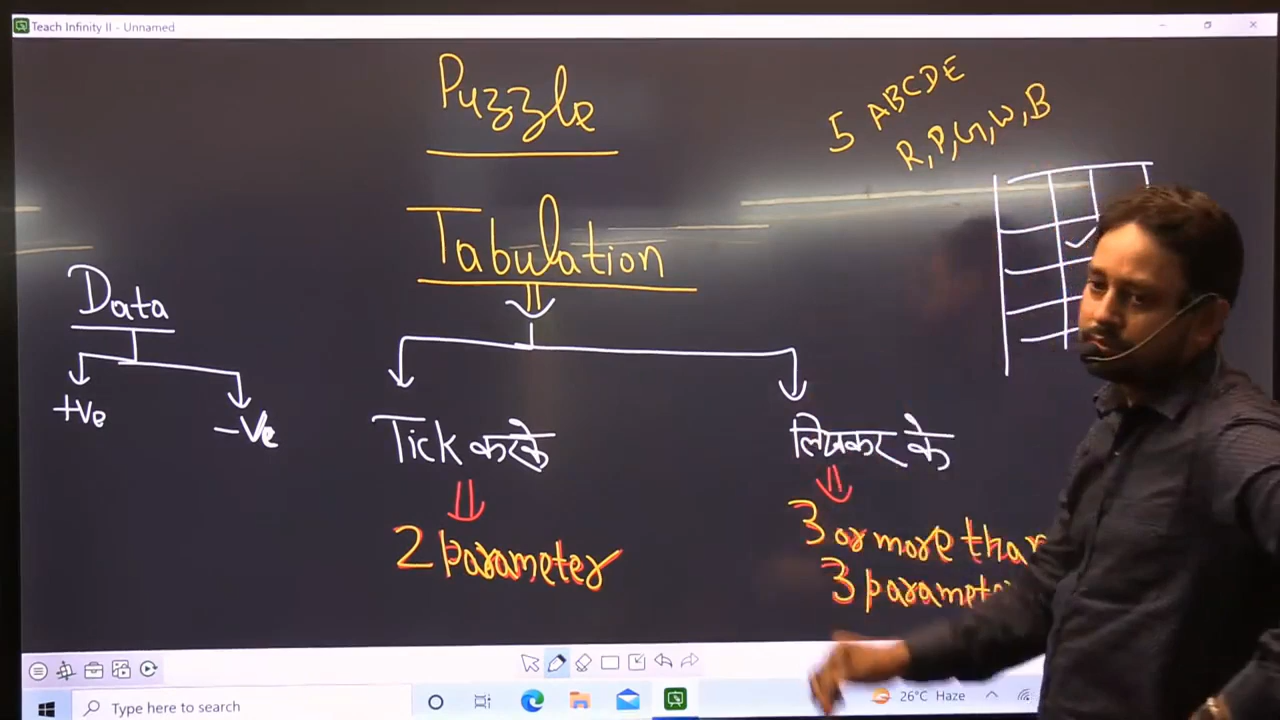 Teach Infinity II - Unnamed
Puzzle
5 ABCDE
R, P, G, W, B
Tabulation
Data
+Ve
-Ve
Tick करके
लिखकर के
2 parameter
3 or more than
3 paramete
Type here to search
26°C Haze